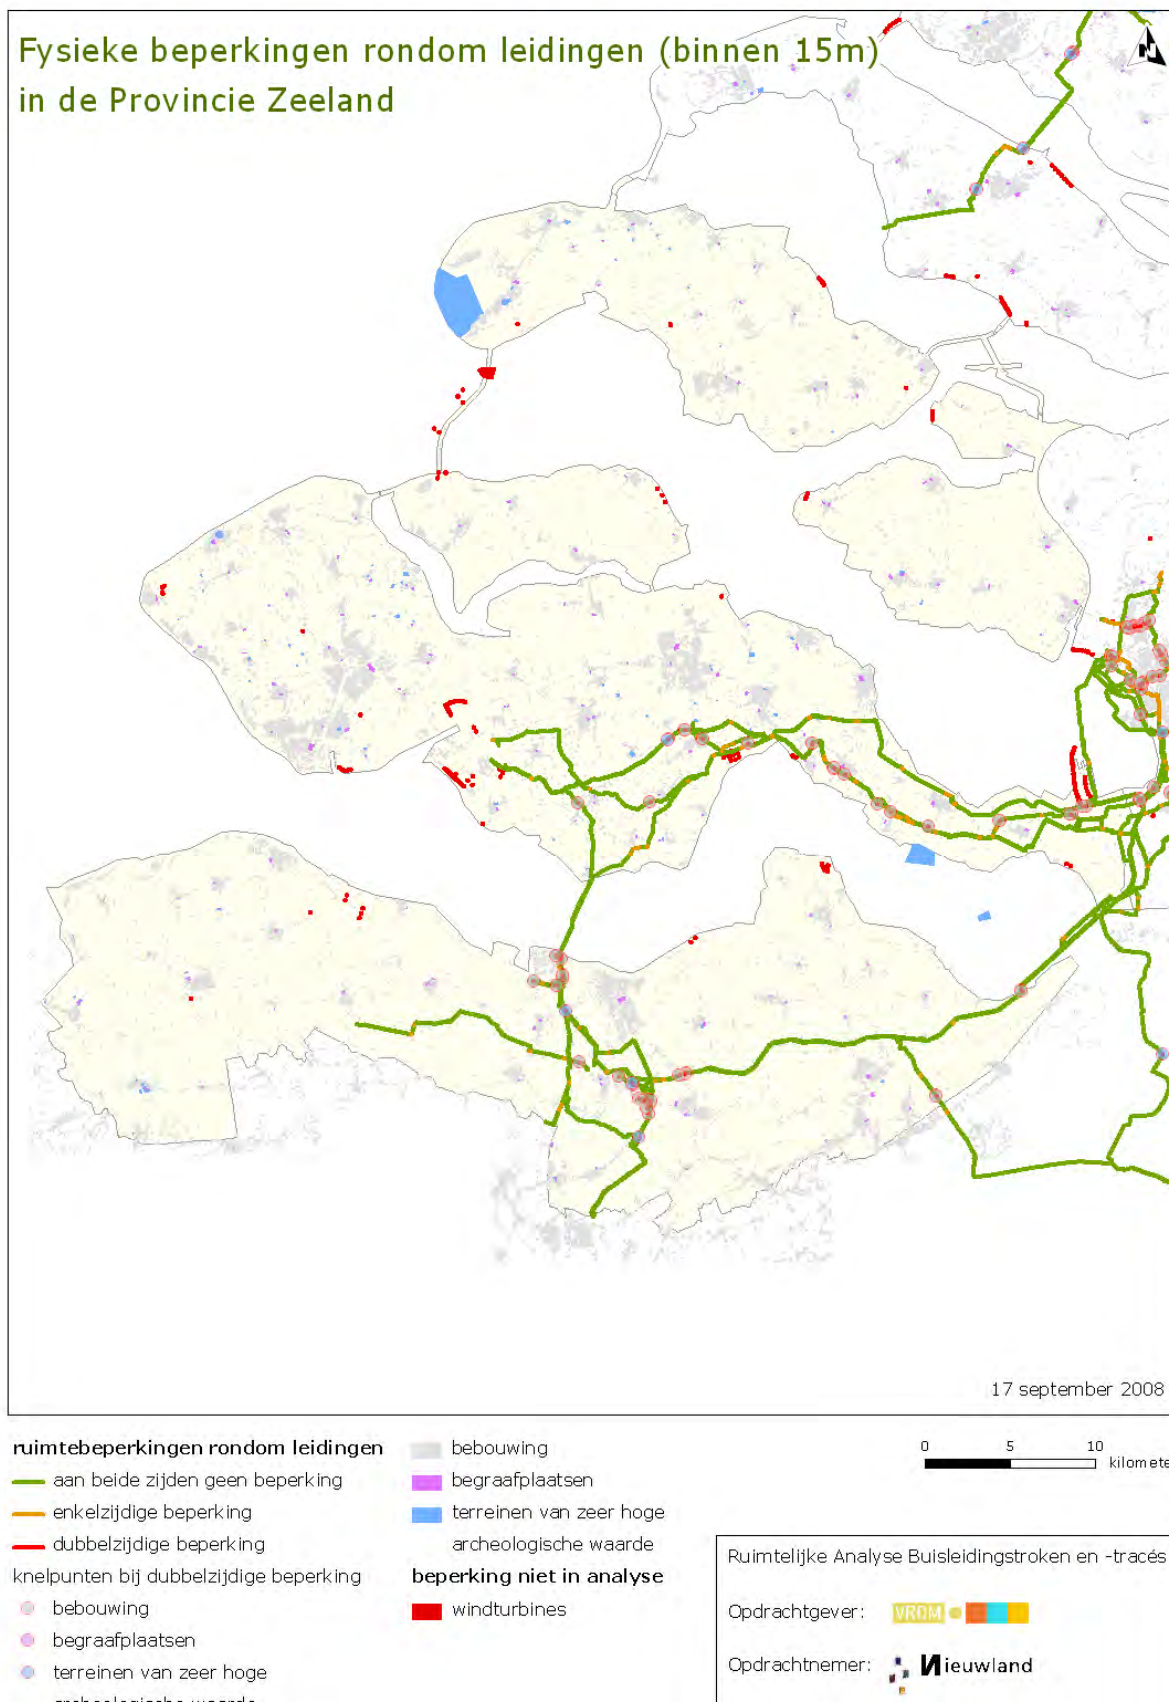 Fysieke beperkingen rondom leidingen (binnen 15m)
in de Provincie Zeeland
N
17 september 2008
ruimtebeperkingen rondom leidingen
aan beide zijden geen beperking
enkelzijdige beperking
dubbelzijdige beperking
knelpunten bij dubbelzijdige beperking
bebouwing
begraafplaatsen
terreinen van zeer hoge
archeologische waarde
bebouwing
begraafplaatsen
terreinen van zeer hoge
archeologische waarde
beperking niet in analyse
windturbines
0 5 10
kilomete
Ruimtelijke Analyse Buisleidingstroken en -tracés
Opdrachtgever: VROM
Opdrachtnemer: Nieuwland